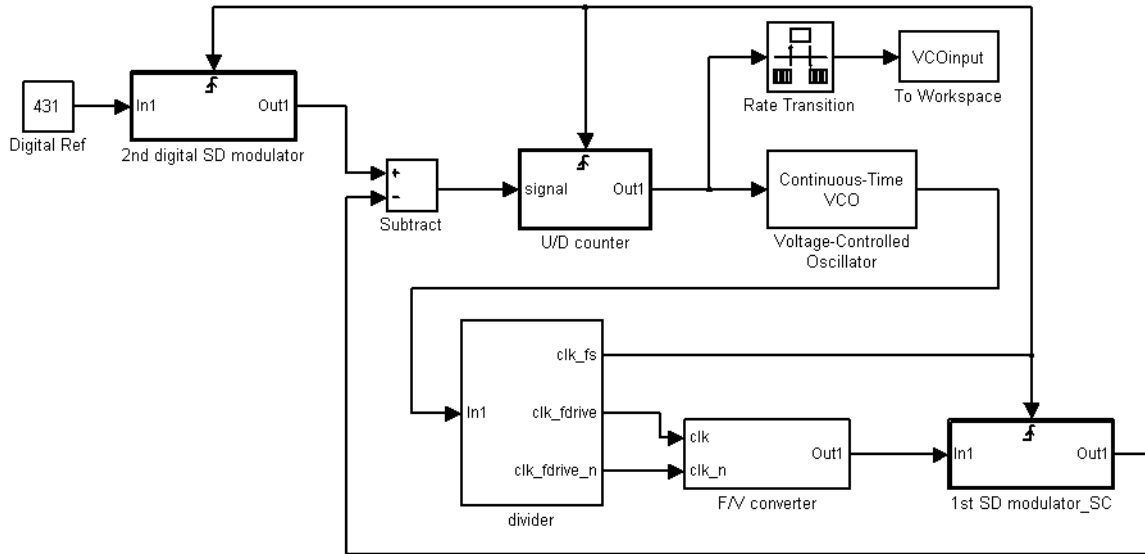 431
Digital Ref
In1
Out1
2nd digital SD modulator
+
−
Subtract
signal
Out1
U/D counter
Rate Transition
VCOinput
To Workspace
Continuous-Time
VCO
Voltage-Controlled
Oscillator
In1
clk_fs
clk_fdrive
clk_fdrive_n
divider
clk
clk_n
Out1
F/V converter
In1
Out1
1st SD modulator_SC